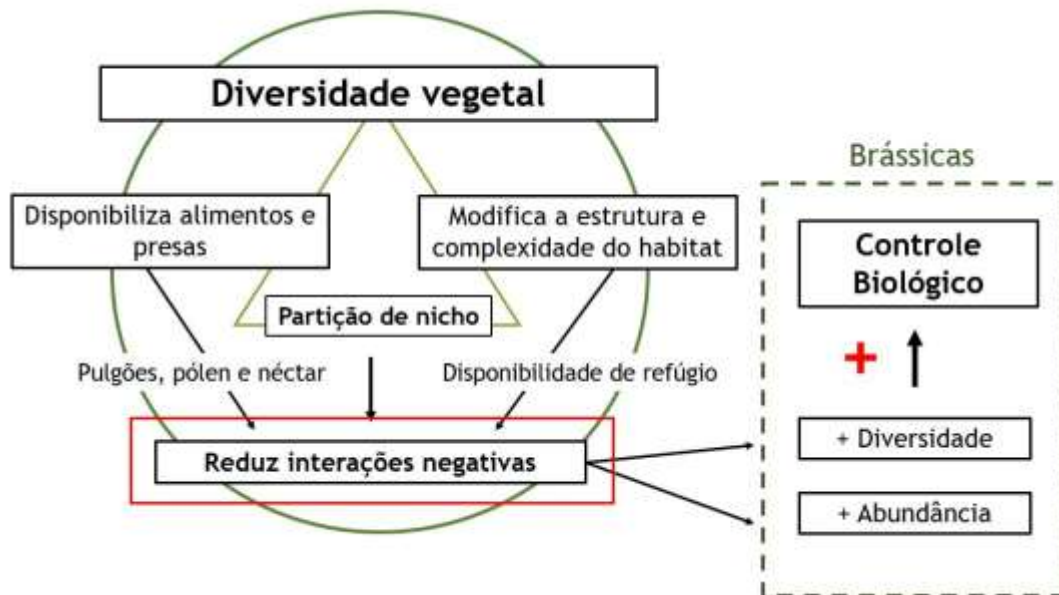 Diversidade vegetal
Brássicas
Disponibiliza alimentos e
presas
Modifica a estrutura e
complexidade do habitat
Controle
Biológico
Partição de nicho
+
Pulgões, pólen e néctar
Disponibilidade de refúgio
Reduz interações negativas
+ Diversidade
+ Abundância